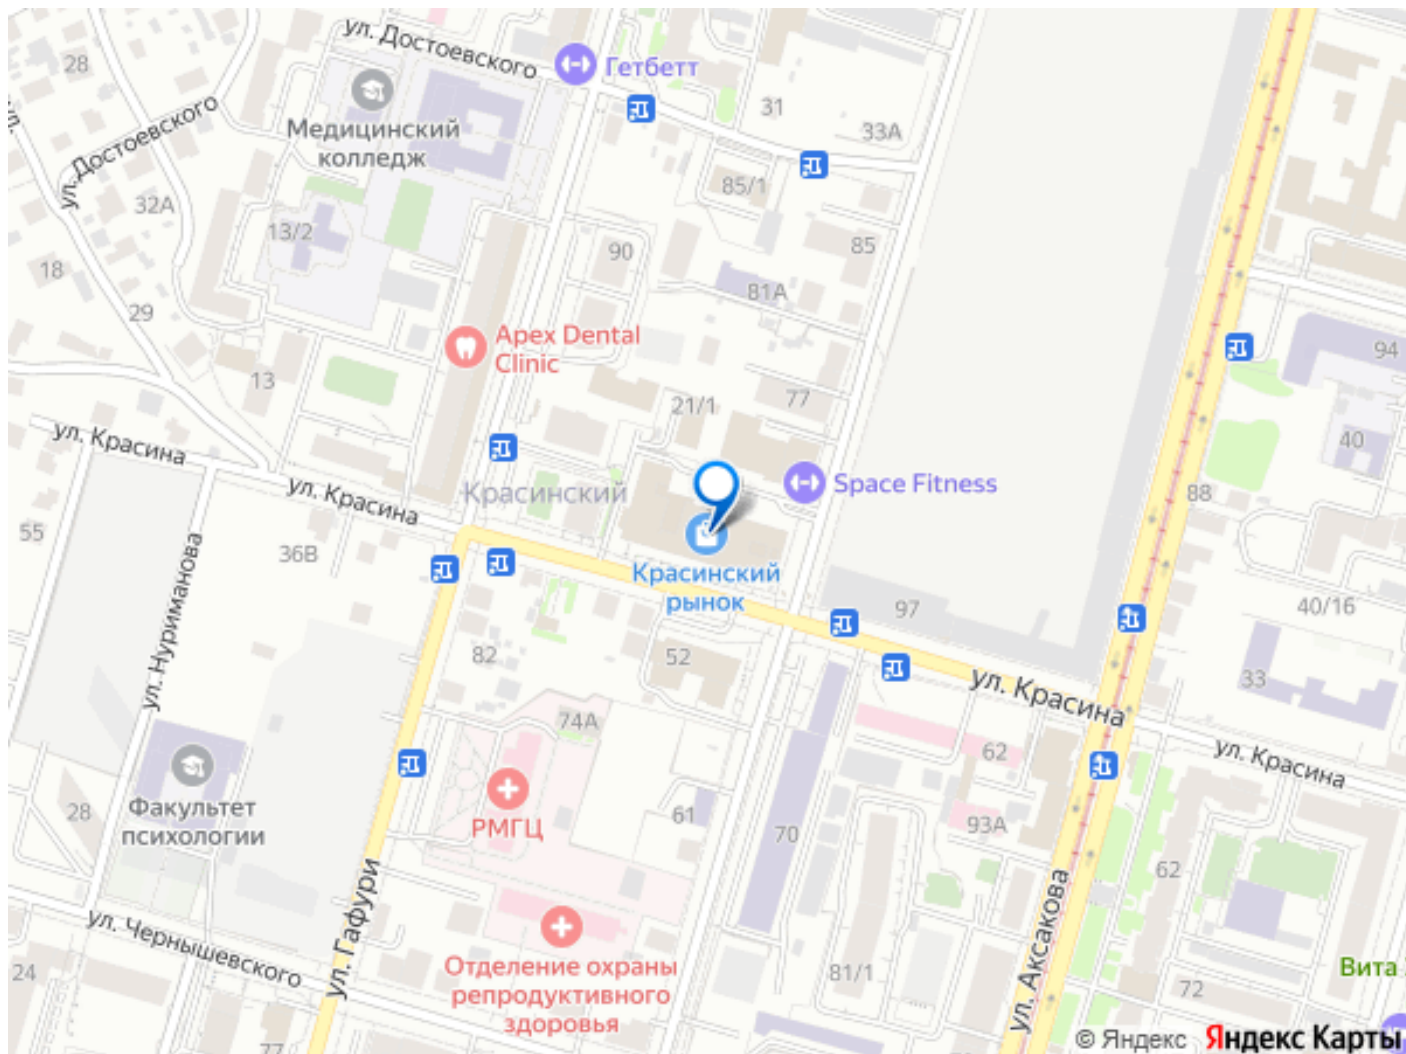 ул. Достоевского
Гетбетт
28
Медицинский
колледж
31
33А
ул. Достоевского
32А
85/1
13/2
90
85
18
81А
29
Apex Dental
Clinic
94
13
77
21/1
40
ул. Красина
ул. Красина
Красинский
Space Fitness
88
55
36В
ул. Нуриманова
Красинский
рынок
97
40/16
82
52
33
ул. Красина
74А
62
ул. Красина
28
Факультет
психологии
РМГЦ
61
70
93А
62
ул. Гафури
ул. Аксакова
ул. Чернышевского
24
Отделение охраны
репродуктивного
здоровья
81/1
72
Вита
77
© Яндекс Яндекс Карты